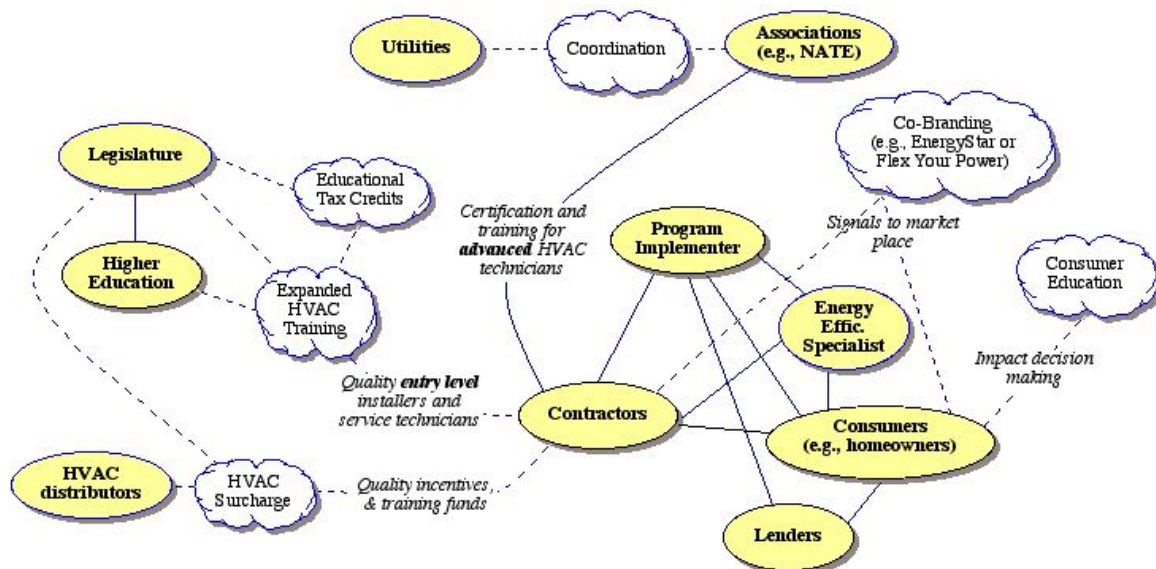 Utilities
Coordination
Associations
(e.g., NATE)
Co-Branding
(e.g., EnergyStar or
Flex Your Power)
Legislature
Educational
Tax Credits
Certification and
training for
advanced HVAC
technicians
Signals to market
place
Program
Implementer
Higher
Education
Expanded
HVAC
Training
Consumer
Education
Energy
Effic.
Specialist
Impact decision
making
Quality entry level
installers and
service technicians
Contractors
Consumers
(e.g., homeowners)
HVAC
distributors
HVAC
Surcharge
Quality incentives,
& training funds
Lenders